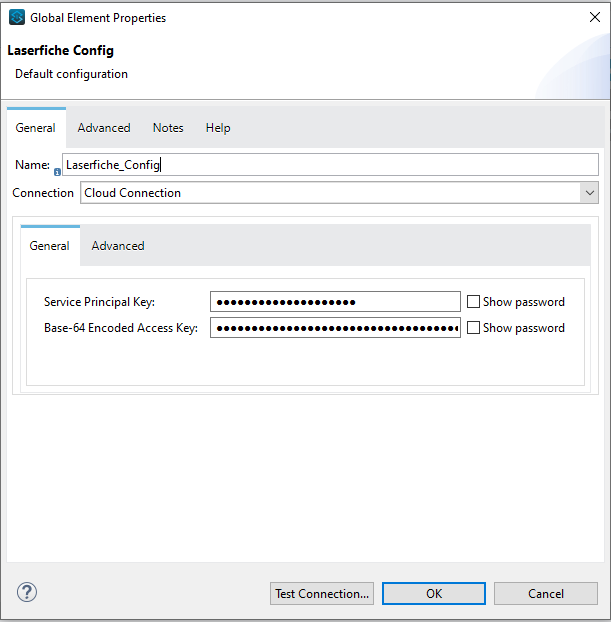 Global Element Properties
Laserfiche Config
Default configuration
General Advanced Notes Help
Name: Laserfiche_Config
Connection Cloud Connection
General Advanced
Service Principal Key: ●●●●●●●●●●●●●●●●●●●● Show password
Base-64 Encoded Access Key: ●●●●●●●●●●●●●●●●●●●●●●●●●●●●●●●●●●● Show password
? Test Connection... OK Cancel